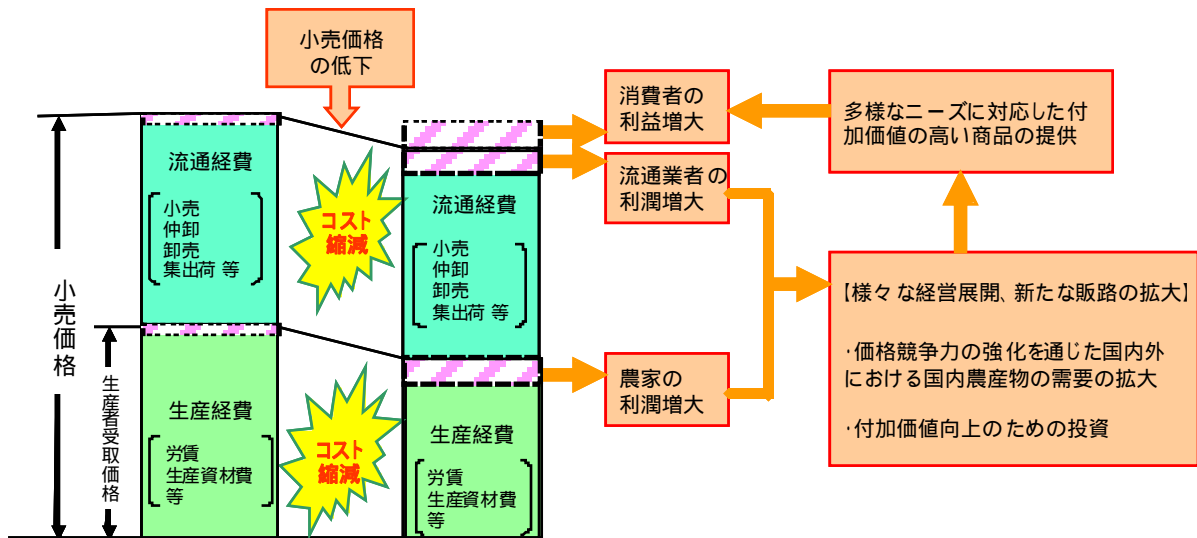 小売価格
の低下
小売価格
生産者受取価格
流通経費
小売
仲卸
卸売
集出荷 等
生産経費
労賃
生産資材費
等
コスト
縮減
コスト
縮減
流通経費
小売
仲卸
卸売
集出荷 等
生産経費
労賃
生産資材費
等
消費者の
利益増大
流通業者の
利潤増大
農家の
利潤増大
多様なニーズに対応した付
加価値の高い商品の提供
【様々な経営展開、新たな販路の拡大】
・価格競争力の強化を通じた国内外
における国内農産物の需要の拡大
・付加価値向上のための投資